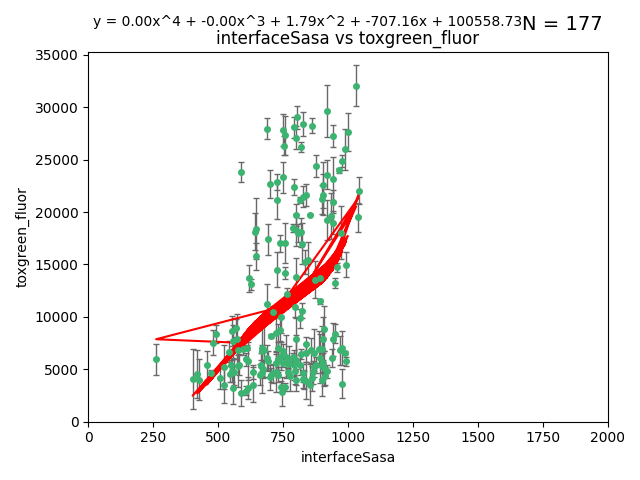 y = 0.00x^4 + -0.00x^3 + 1.79x^2 + -707.16x + 100558.73 N = 177
interfaceSasa vs toxgreen_fluor
35000
30000
25000
20000
15000
10000
5000
0
toxgreen_fluor
0 250 500 750 1000 1250 1500 1750 2000
interfaceSasa